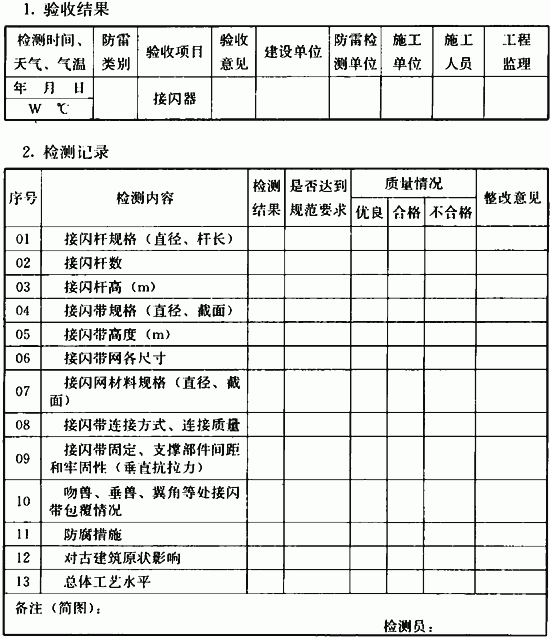 1. 验收结果
检测时间、天气、气温 防雷类别 验收项目 验收意见 建设单位 防雷检测单位 施工单位 施工人员 工程监理
年 月 日 接闪器
W ℃
2. 检测记录
序号 检测内容 检测结果 是否达到规范要求 质量情况 整改意见
优良 合格 不合格
01 接闪杆规格（直径、杆长）
02 接闪杆数
03 接闪杆高（m）
04 接闪带规格（直径、截面）
05 接闪带高度（m）
06 接闪带网各尺寸
07 接闪网材料规格（直径、截
面）
08 接闪带连接方式、连接质量
09 接闪带固定、支撑部件间距
和牢固性（垂直抗拉力）
10 吻兽、垂兽、翼角等处接闪
带包覆情况
11 防腐措施
12 对古建筑原状影响
13 总体工艺水平
备注（简图）：
检测员：